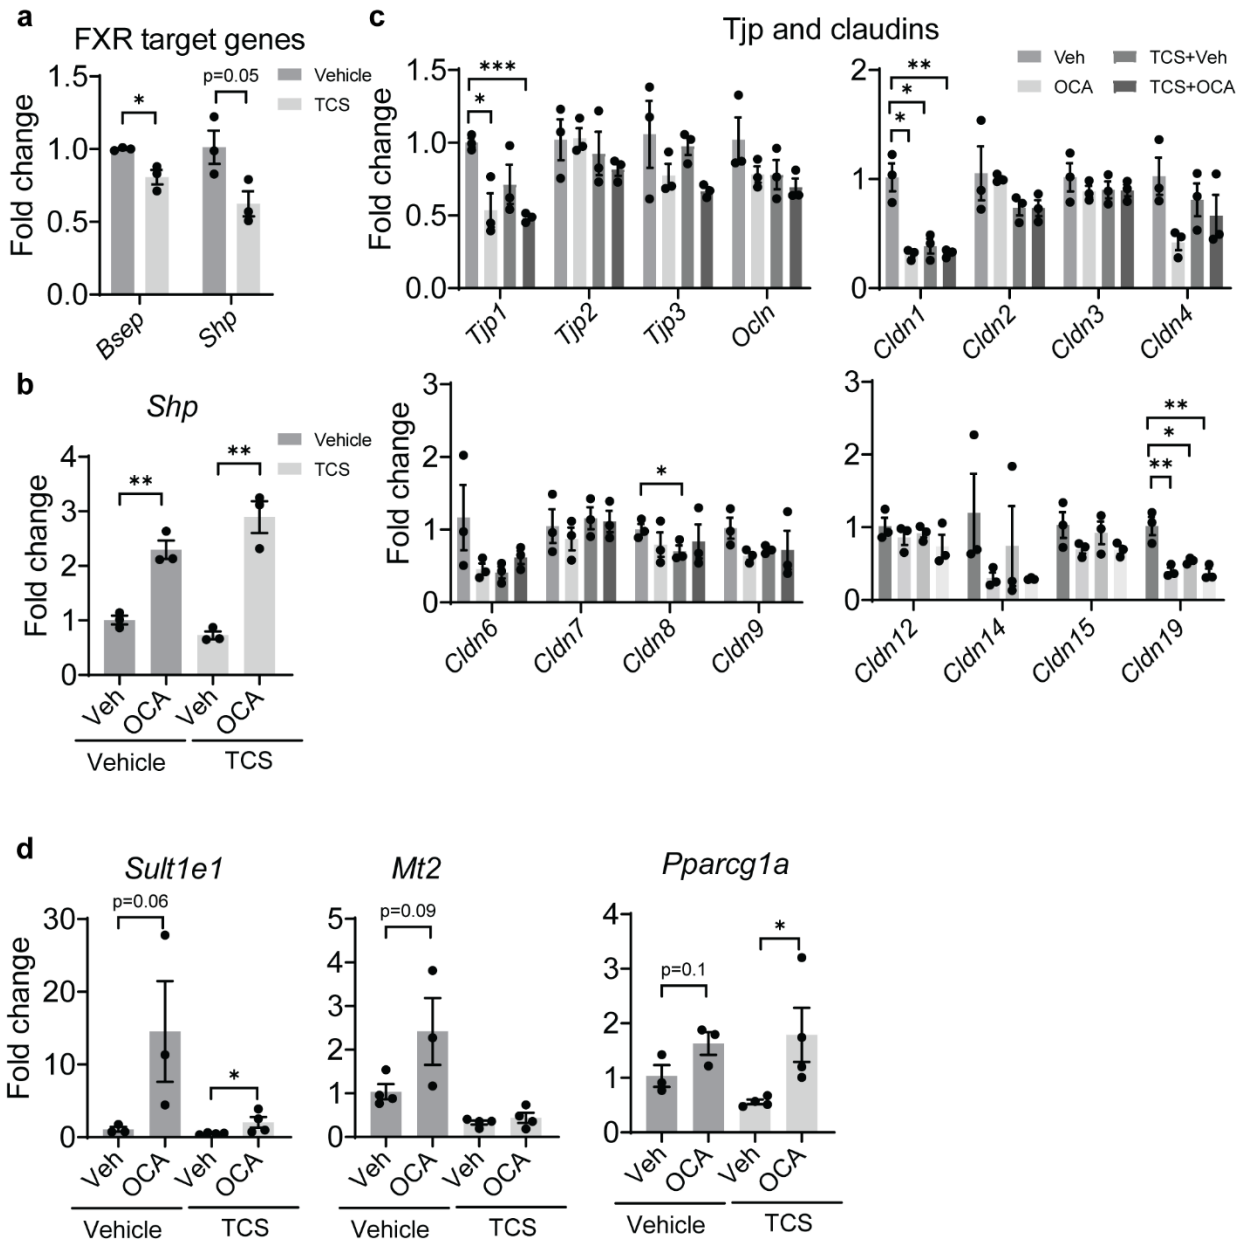 a
FXR target genes
Fold change
1.5
1.0
0.5
0.0
*
p=0.05
Vehicle
TCS
Bsep
Shp
b
Shp
Fold change
4
3
2
1
0
**
**
Vehicle
TCS
Veh
OCA
Veh
OCA
Vehicle
TCS
c
Tjp and claudins
Veh
OCA
TCS+Veh
TCS+OCA
Fold change
1.5
1.0
0.5
0.0
***
*
Tjp1
Tjp2
Tjp3
Ocln
2
1
0
**
*
*
Cldn1
Cldn2
Cldn3
Cldn4
Fold change
3
2
1
0
*
Cldn6
Cldn7
Cldn8
Cldn9
3
2
1
0
**
*
**
Cldn12
Cldn14
Cldn15
Cldn19
d
Sult1e1
Fold change
30
20
10
0
p=0.06
*
Veh
OCA
Veh
OCA
Vehicle
TCS
Mt2
5
4
3
2
1
0
p=0.09
Veh
OCA
Veh
OCA
Vehicle
TCS
Pparcg1a
4
3
2
1
0
p=0.1
*
Veh
OCA
Veh
OCA
Vehicle
TCS